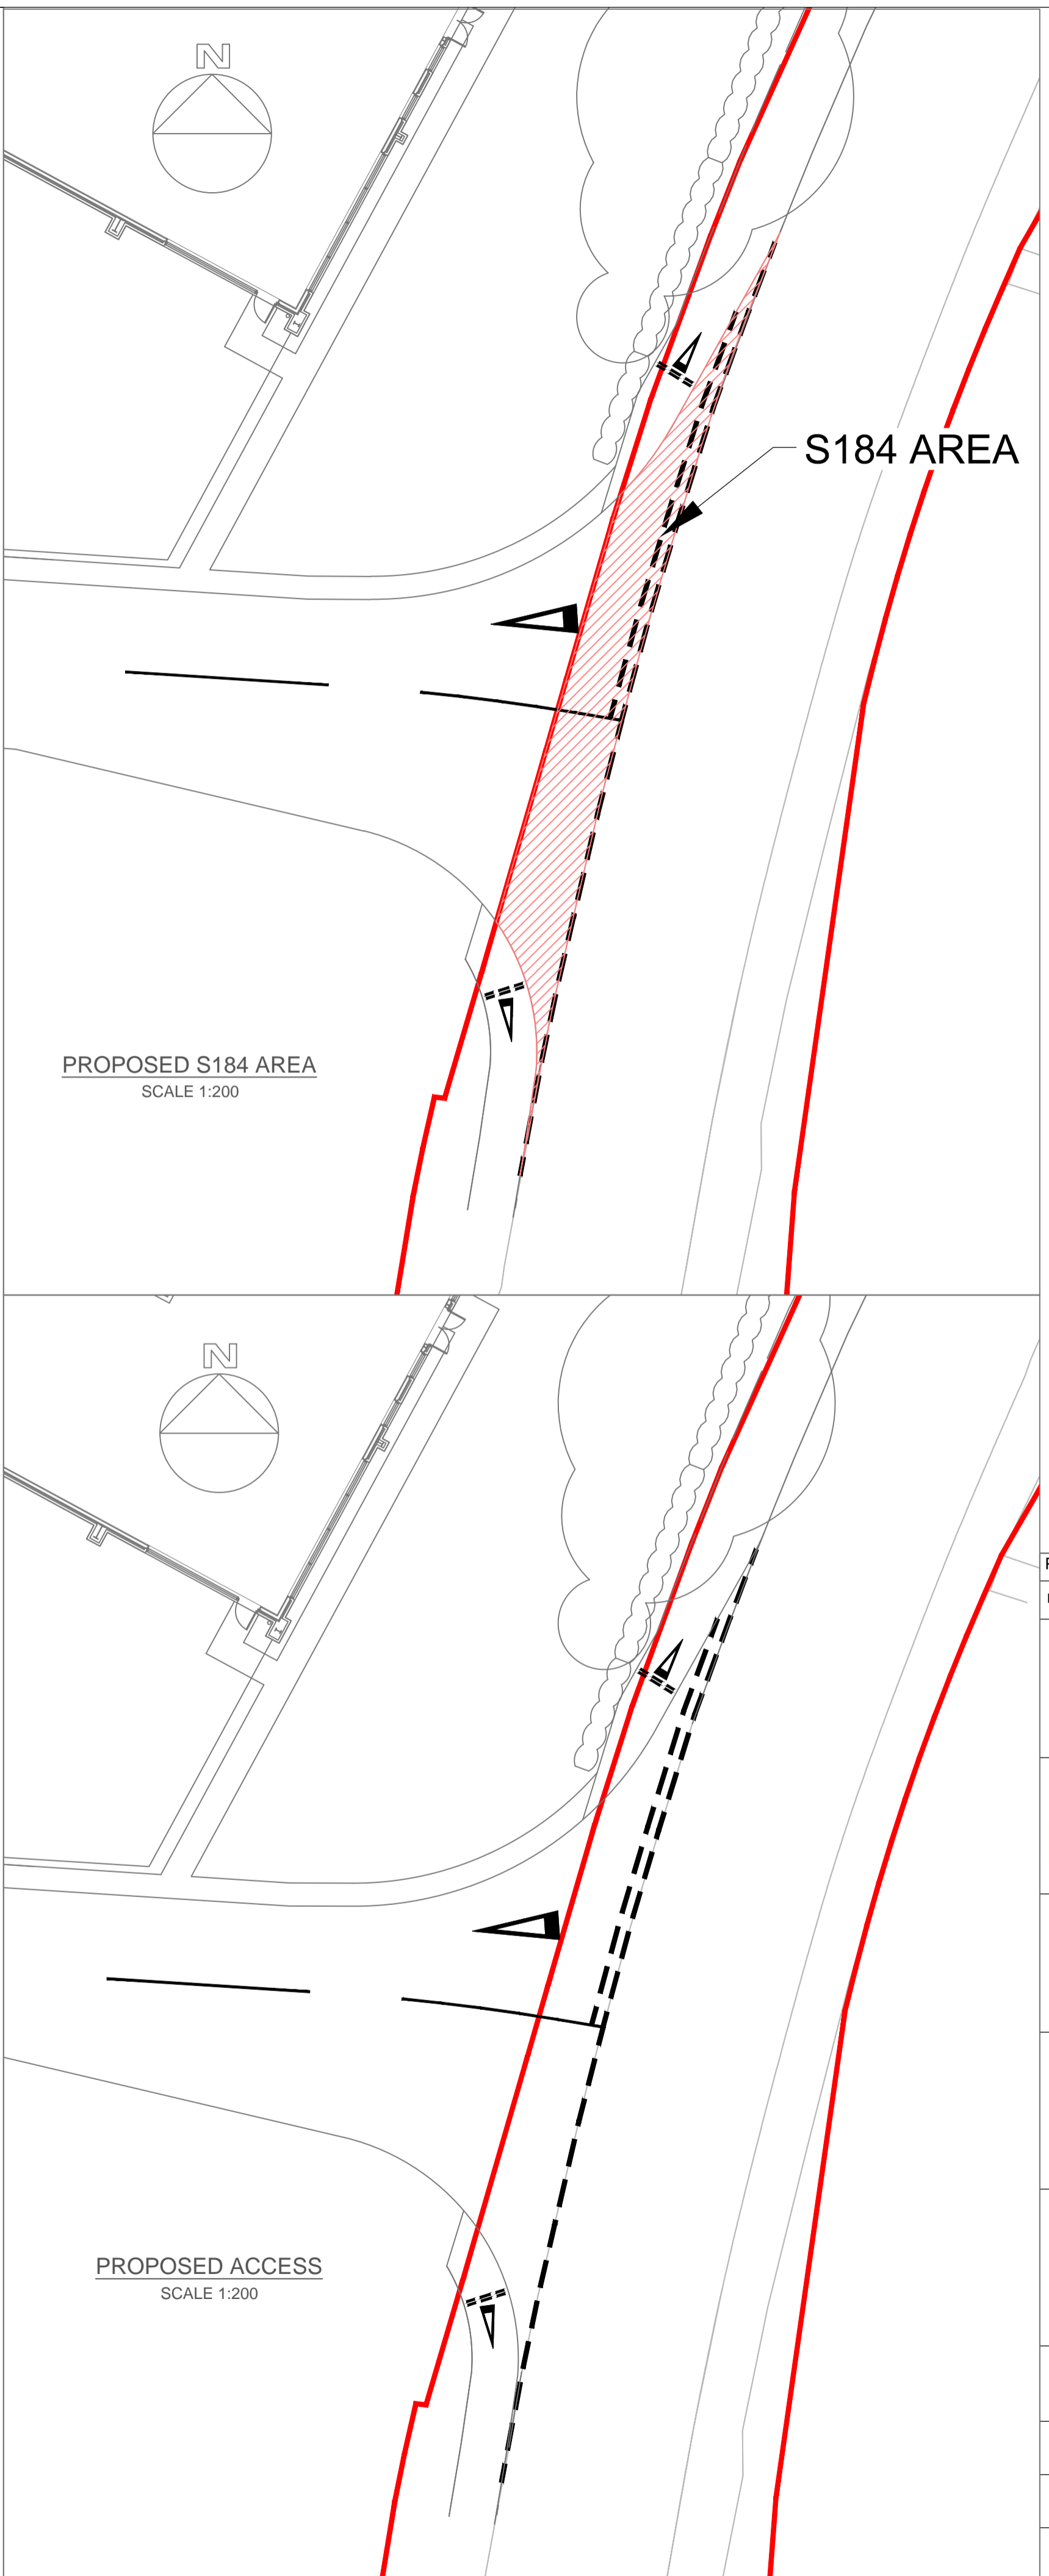 N
S184 AREA
PROPOSED S184 AREA
SCALE 1:200
N
PROPOSED ACCESS
SCALE 1:200